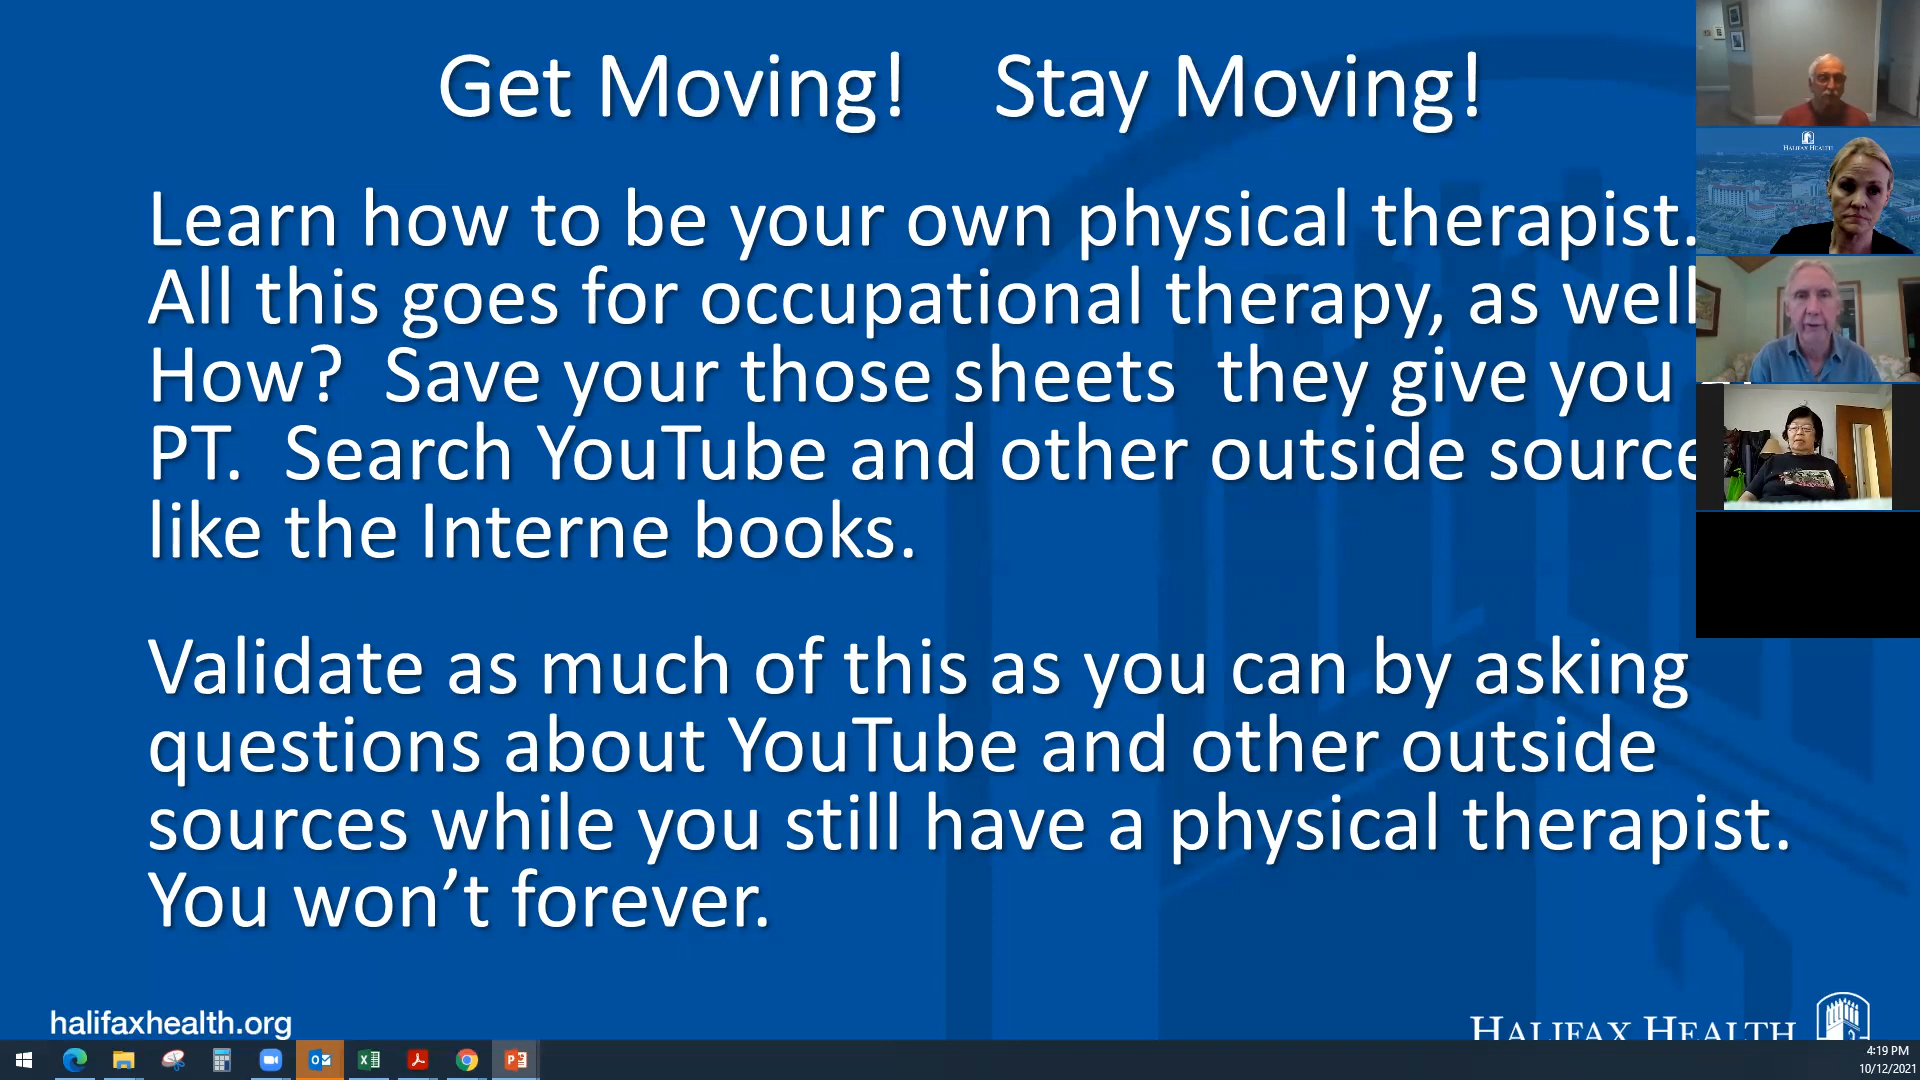 Get Moving! Stay Moving!
Learn how to be your own physical therapist.
All this goes for occupational therapy, as well
How? Save your those sheets they give you
PT. Search YouTube and other outside source
like the Interne books.
Validate as much of this as you can by asking
questions about YouTube and other outside
sources while you still have a physical therapist.
You won’t forever.
halifaxhealth.org
HALIFAX HEALTH
HALIFAX HEALTH
4:19 PM
10/12/2021